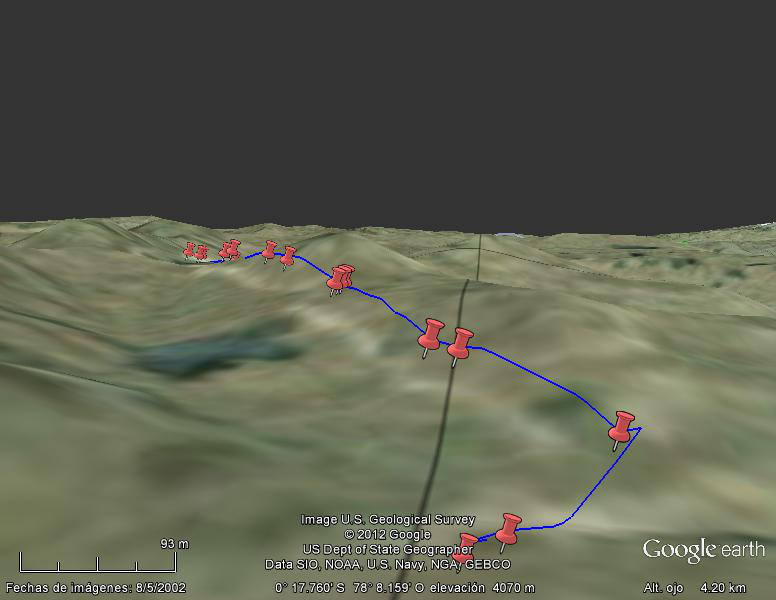 Image U.S. Geological Survey
© 2012 Google
US Dept of State Geographer
Data SIO, NOAA, U.S. Navy, NGA, GEBCO
93 m
Google earth
Fechas de imágenes: 8/5/2002
0° 17.760' S 78° 8.159' O elevación 4070 m
Alt. ojo 4.20 km